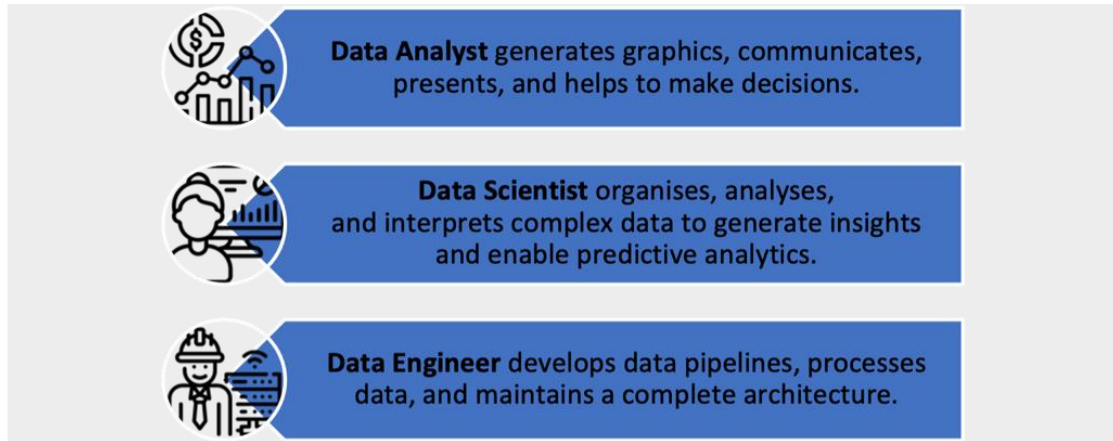 Data Analyst generates graphics, communicates,
presents, and helps to make decisions.
Data Scientist organises, analyses,
and interprets complex data to generate insights
and enable predictive analytics.
Data Engineer develops data pipelines, processes
data, and maintains a complete architecture.